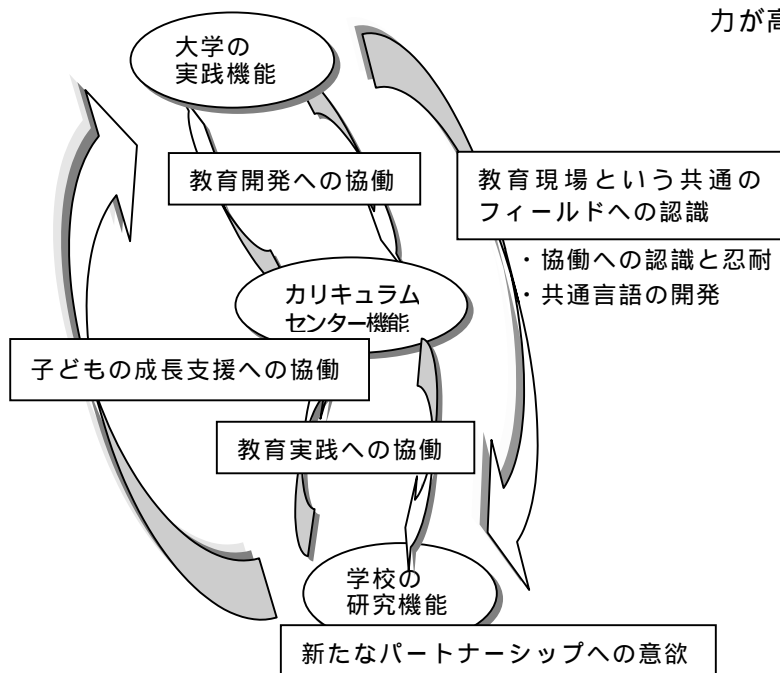 力が高
大学の
実践機能
教育開発への協働
教育現場という共通の
フィールドへの認識
・協働への認識と忍耐
・共通言語の開発
カリキュラム
センター機能
子どもの成長支援への協働
教育実践への協働
学校の
研究機能
新たなパートナーシップへの意欲